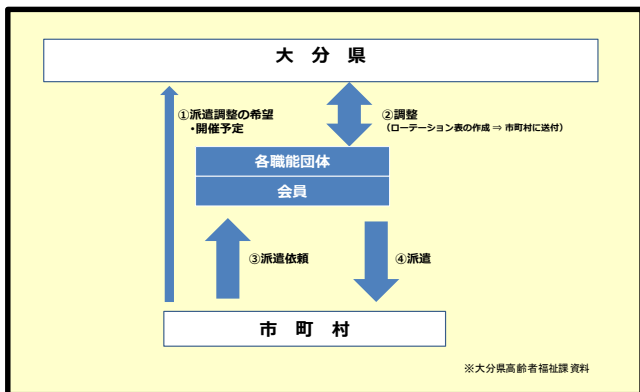 大 分 県
①派遣調整の希望
・開催予定
②調整
（ローテーション表の作成 ⇒ 市町村に送付）
各職能団体
会員
③派遣依頼
④派遣
市 町 村
※大分県高齢者福祉課資料